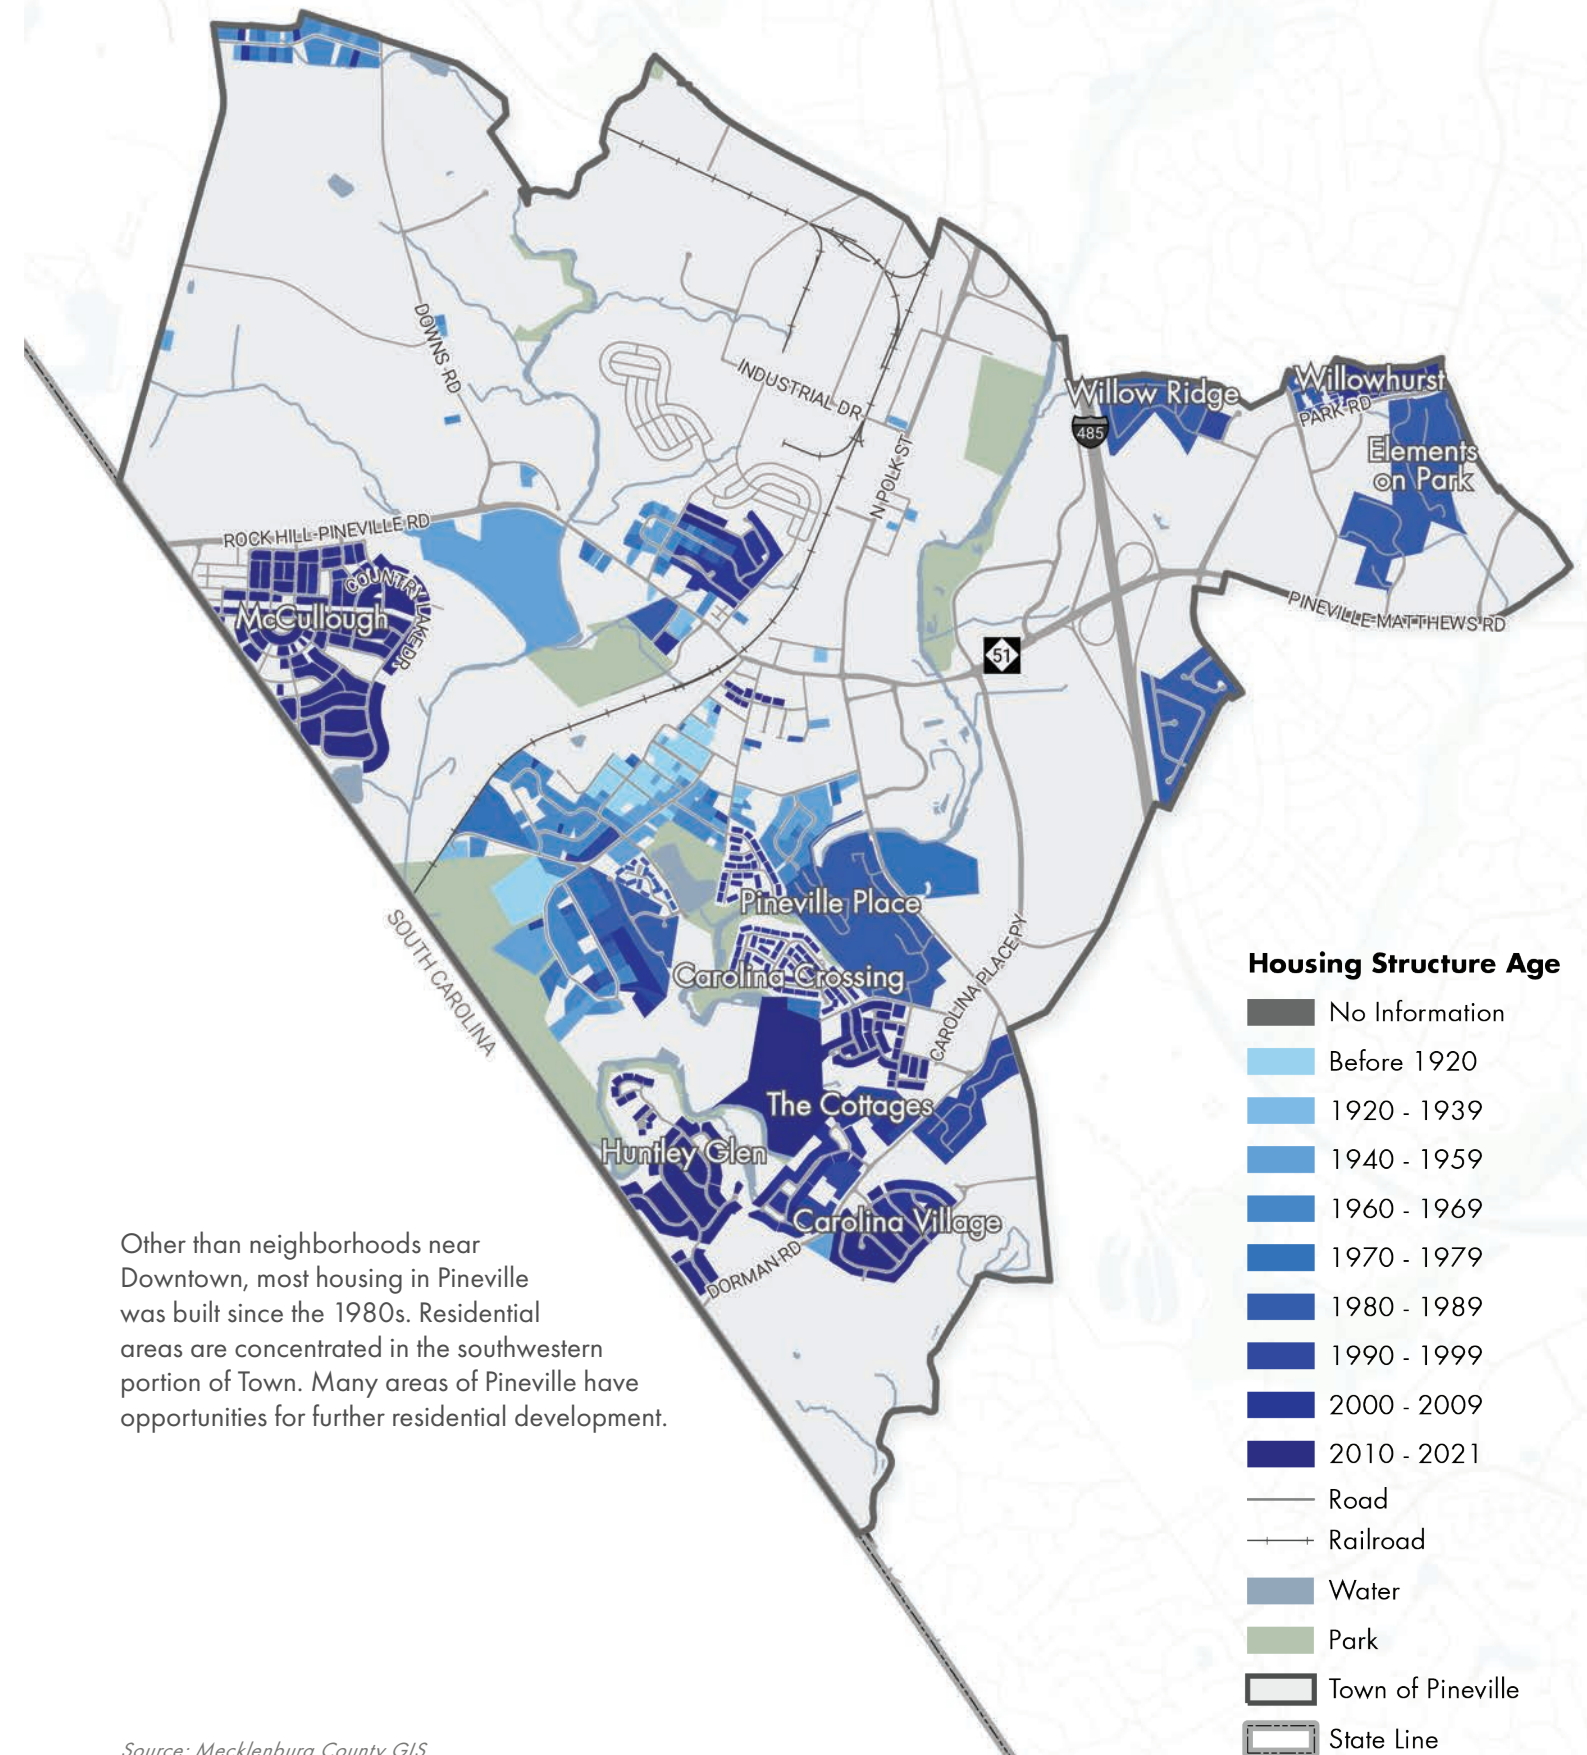 Willow Ridge
Willowhurst
PARK RD
485
Elements
on Park
DOWNS RD
INDUSTRIAL DR
N POLK ST
ROCK HILL-PINEVILLE RD
COUNTRY LAKE DR
McCullough
PINEVILLE-MATTHEWS RD
51
Pineville Place
Carolina Crossing
CAROLINA PLACE PY
SOUTH CAROLINA
The Cottages
Huntley Glen
Carolina Village
DORMAN RD
Other than neighborhoods near
Downtown, most housing in Pineville
was built since the 1980s. Residential
areas are concentrated in the southwestern
portion of Town. Many areas of Pineville have
opportunities for further residential development.
Source: Mecklenburg County GIS
Housing Structure Age
No Information
Before 1920
1920 - 1939
1940 - 1959
1960 - 1969
1970 - 1979
1980 - 1989
1990 - 1999
2000 - 2009
2010 - 2021
Road
Railroad
Water
Park
Town of Pineville
State Line